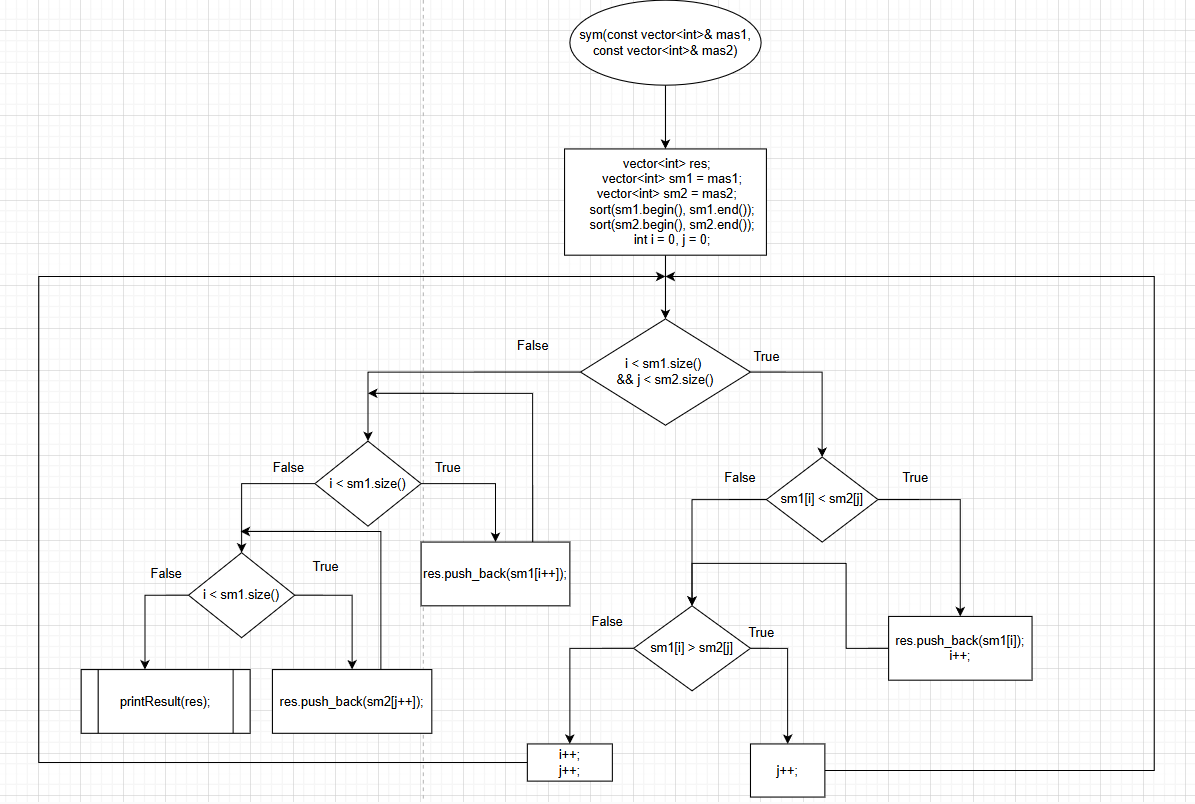 sym(const vector<int>& mas1,
const vector<int>& mas2)
vector<int> res;
vector<int> sm1 = mas1;
vector<int> sm2 = mas2;
sort(sm1.begin(), sm1.end());
sort(sm2.begin(), sm2.end());
int i = 0, j = 0;
False
i < sm1.size()
&& j < sm2.size()
True
False
i < sm1.size()
True
False
sm1[i] < sm2[j]
True
False
i < sm1.size()
True
res.push_back(sm1[i++]);
False
sm1[i] > sm2[j]
True
res.push_back(sm1[i]);
i++;
printResult(res);
res.push_back(sm2[j++]);
i++;
j++;
j++;